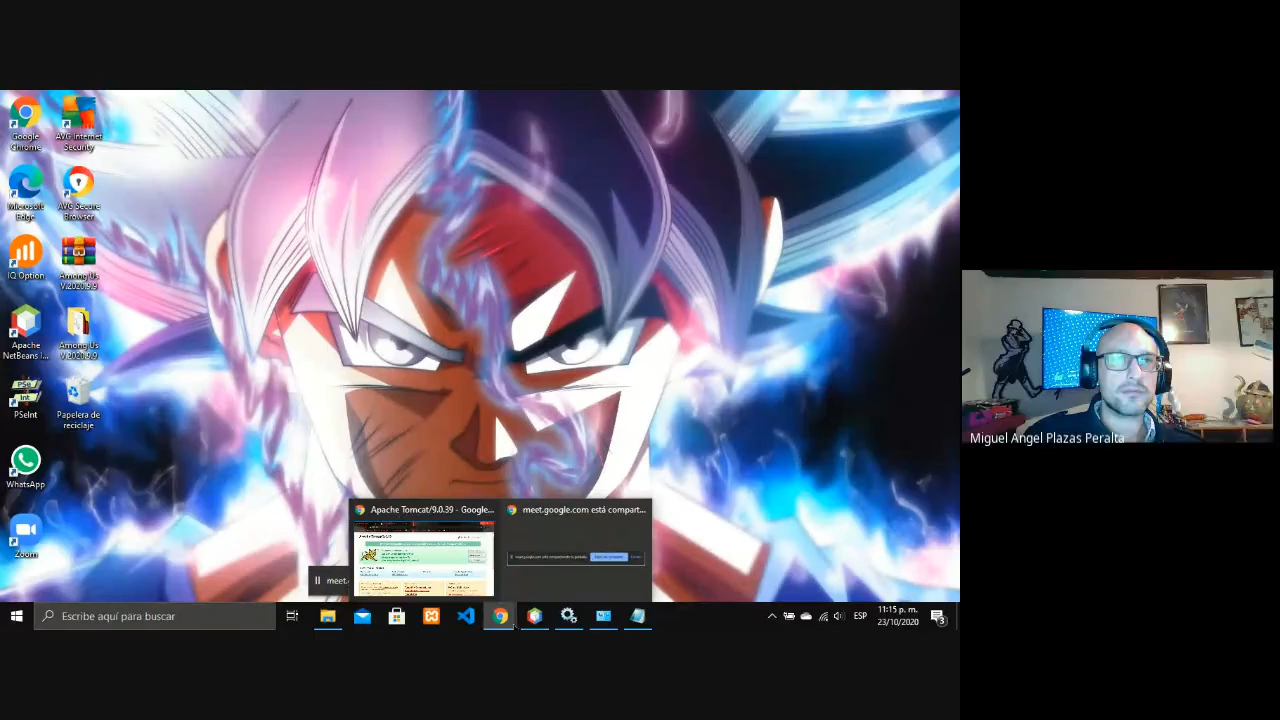 Google
Chrome
AVG Internet
Security
Microsoft
Edge
AVG Secure
Browser
IQ Option
Among Us
V.2020.9.9
Apache
NetBeans I...
Among Us
V.2020.9.9
PSeInt
Papelera de
reciclaje
WhatsApp
Zoom
Apache Tomcat/9.0.39 - Google...
meet.google.com está compart...
meet.
Escribe aquí para buscar
ESP
11:15 p. m.
23/10/2020
3
Miguel Angel Plazas Peralta